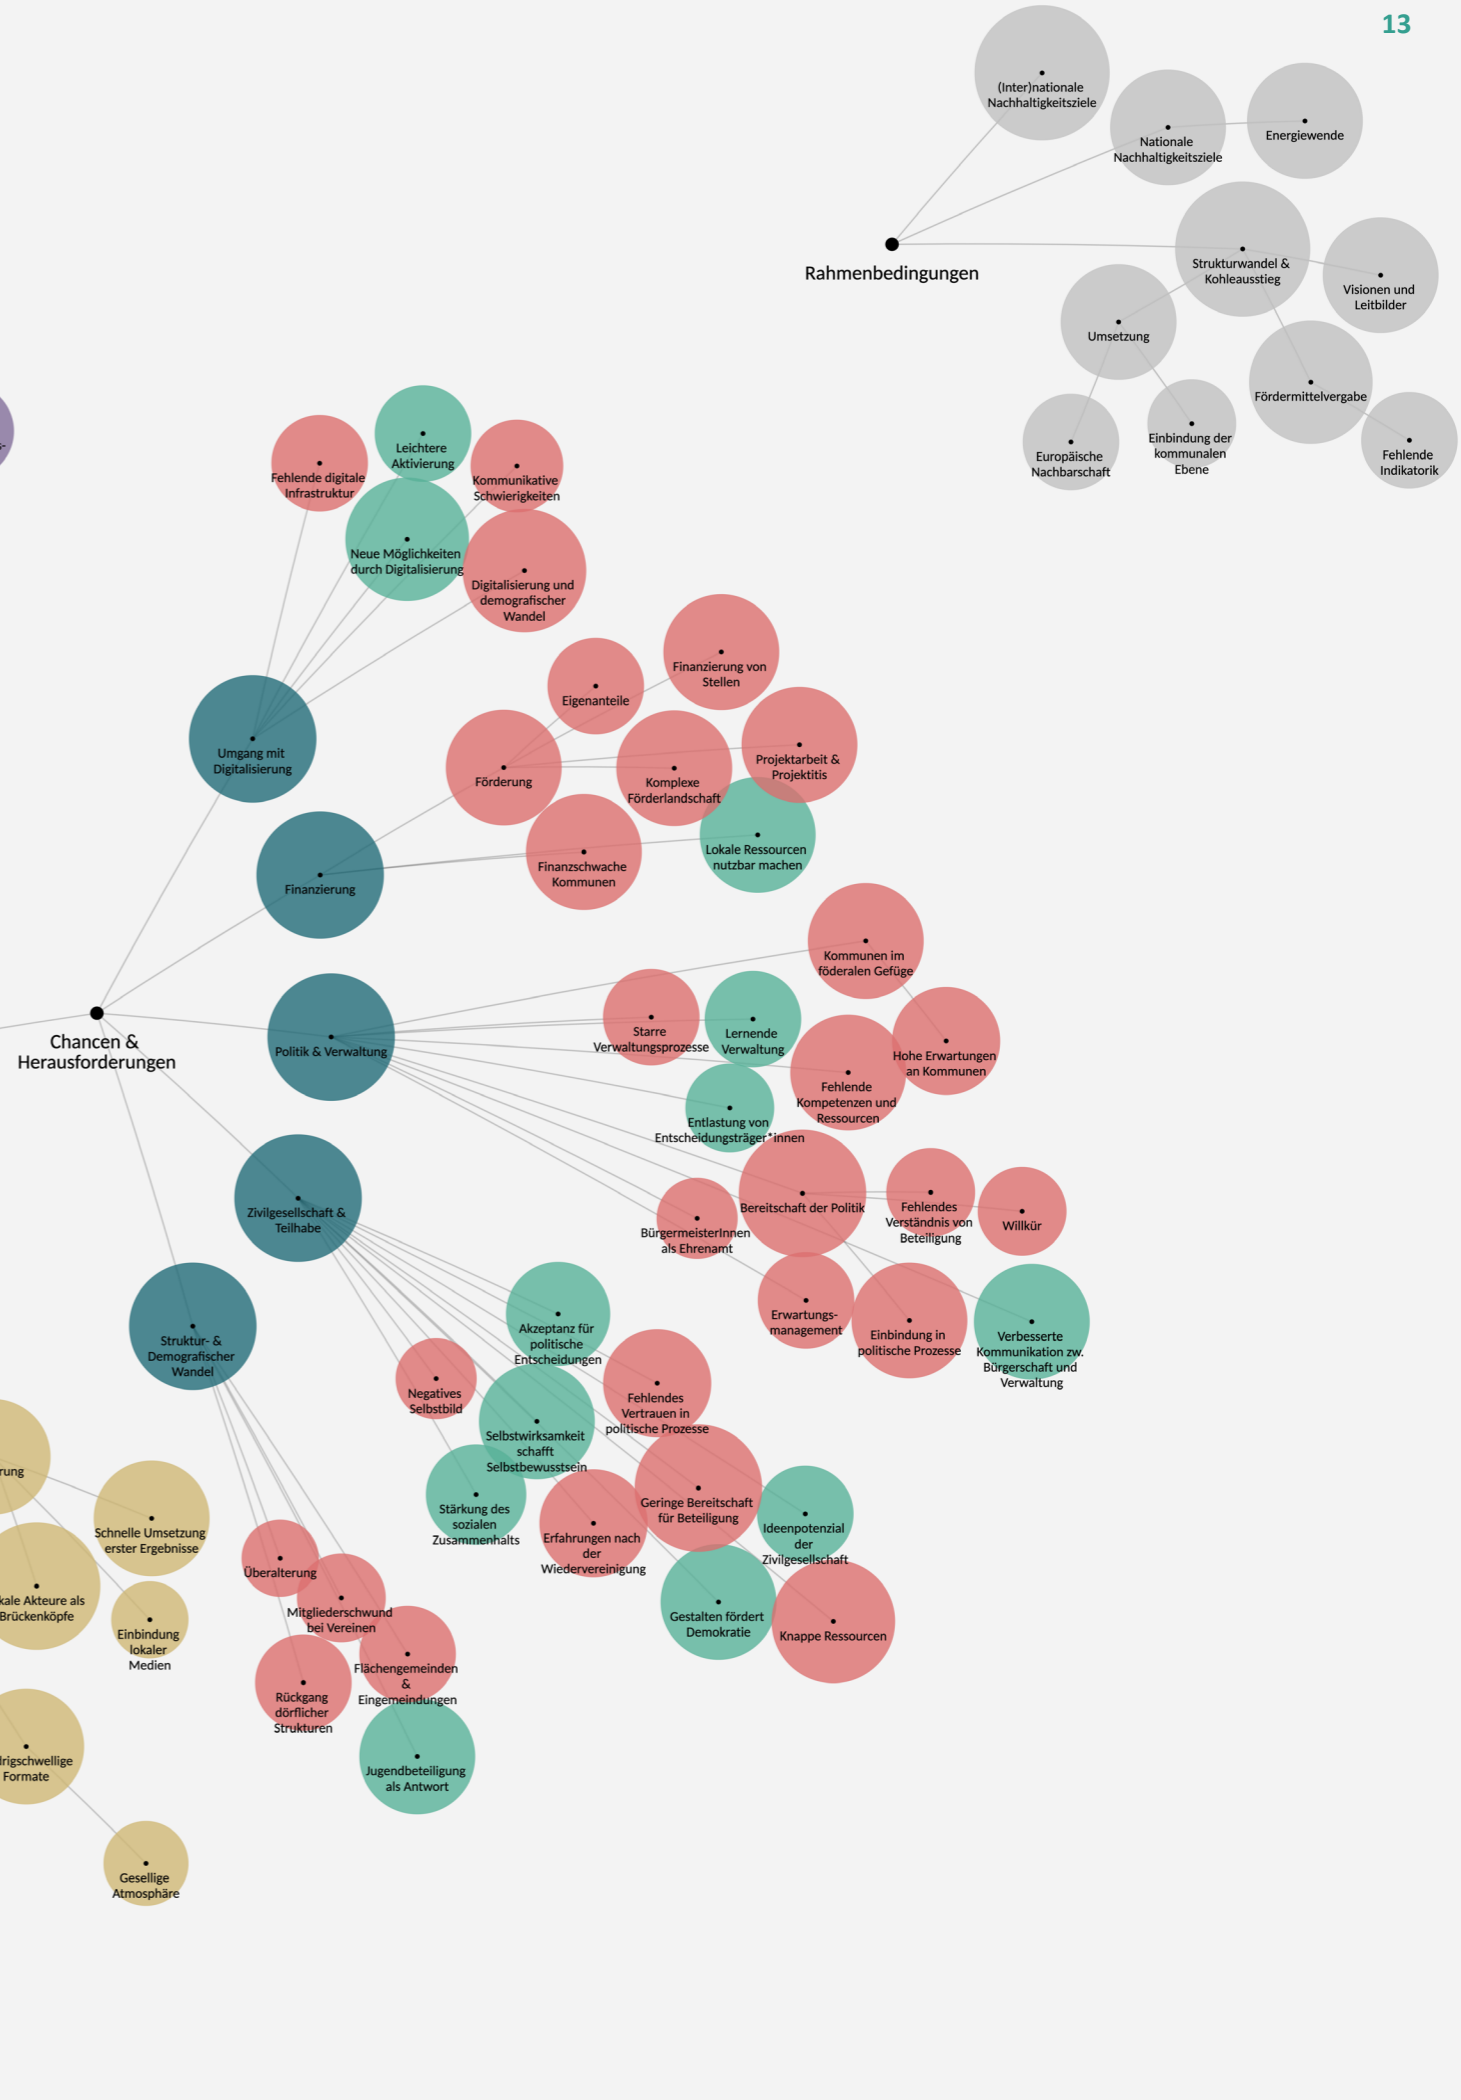 13
(Inter)nationale
Nachhaltigkeitsziele
Nationale
Nachhaltigkeitsziele
Energiewende
Rahmenbedingungen
Strukturwandel &
Kohleausstieg
Visionen und
Leitbilder
Umsetzung
Fördermittelvergabe
Europäische
Nachbarschaft
Einbindung der
kommunalen
Ebene
Fehlende
Indikatorik
Leichtere
Aktivierung
Fehlende digitale
Infrastruktur
Kommunikative
Schwierigkeiten
Neue Möglichkeiten
durch Digitalisierung
Digitalisierung und
demografischer
Wandel
Umgang mit
Digitalisierung
Finanzierung von
Stellen
Eigenanteile
Förderung
Komplexe
Förderlandschaft
Projektarbeit &
Projektitis
Finanzschwache
Kommunen
Lokale Ressourcen
nutzbar machen
Finanzierung
Kommunen im
föderalen Gefüge
Starre
Verwaltungsprozesse
Lernende
Verwaltung
Hohe Erwartungen
an Kommunen
Chancen &
Herausforderungen
Politik & Verwaltung
Fehlende
Kompetenzen und
Ressourcen
Entlastung von
Entscheidungsträger*innen
Bereitschaft der Politik
Fehlendes
Verständnis von
Beteiligung
Willkür
BürgermeisterInnen
als Ehrenamt
Zivilgesellschaft &
Teilhabe
Erwartungs-
management
Einbindung in
politische Prozesse
Verbesserte
Kommunikation zw.
Bürgerschaft und
Verwaltung
Struktur- &
Demografischer
Wandel
Akzeptanz für
politische
Entscheidungen
Negatives
Selbstbild
Fehlendes
Vertrauen in
politische Prozesse
Selbstwirksamkeit
schafft
Selbstbewusstsein
Stärkung des
sozialen
Zusammenhalts
Geringe Bereitschaft
für Beteiligung
Ideenpotenzial
der
Zivilgesellschaft
Erfahrungen nach
der
Wiedervereinigung
Gestalten fördert
Demokratie
Knappe Ressourcen
rung
Schnelle Umsetzung
erster Ergebnisse
kale Akteure als
Brückenköpfe
Einbindung
lokaler
Medien
Überalterung
Mitgliederschwund
bei Vereinen
Flächengemeinden
&
Eingemeindungen
Rückgang
dörflicher
Strukturen
Jugendbeteiligung
als Antwort
drigschwellige
Formate
Gesellige
Atmosphäre